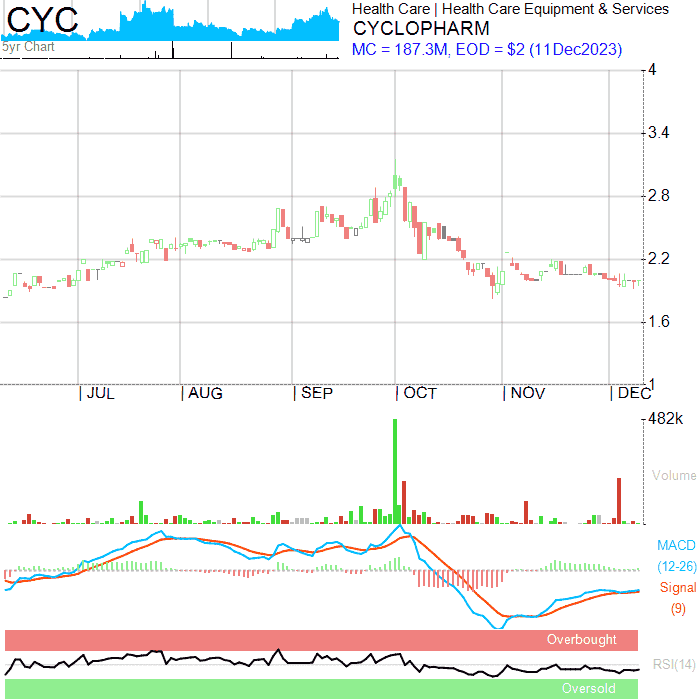 CYC
5yr Chart
Health Care | Health Care Equipment & Services
CYCLOPHARM
MC = 187.3M, EOD = $2 (11Dec2023)
4
3.4
2.8
2.2
1.6
1
| JUL | AUG | SEP | OCT | NOV | DEC
482k
Volume
MACD
(12-26)
Signal
(9)
Overbought
RSI(14)
Oversold